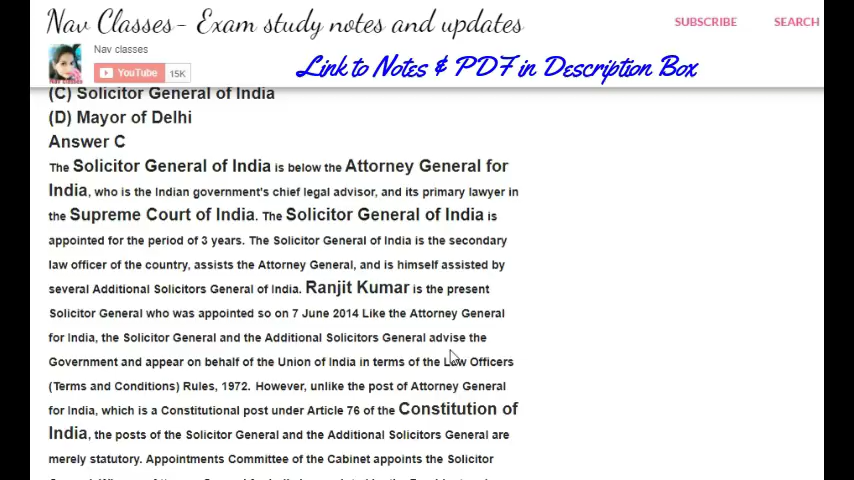 Nav Classes- Exam study notes and updates
SUBSCRIBE
SEARCH
Nav classes
YouTube 15K
Link to Notes & PDF in Description Box
(C) Solicitor General of India
(D) Mayor of Delhi
Answer C
The Solicitor General of India is below the Attorney General for
India, who is the Indian government's chief legal advisor, and its primary lawyer in
the Supreme Court of India. The Solicitor General of India is
appointed for the period of 3 years. The Solicitor General of India is the secondary
law officer of the country, assists the Attorney General, and is himself assisted by
several Additional Solicitors General of India. Ranjit Kumar is the present
Solicitor General who was appointed so on 7 June 2014 Like the Attorney General
for India, the Solicitor General and the Additional Solicitors General advise the
Government and appear on behalf of the Union of India in terms of the Law Officers
(Terms and Conditions) Rules, 1972. However, unlike the post of Attorney General
for India, which is a Constitutional post under Article 76 of the Constitution of
India, the posts of the Solicitor General and the Additional Solicitors General are
merely statutory. Appointments Committee of the Cabinet appoints the Solicitor